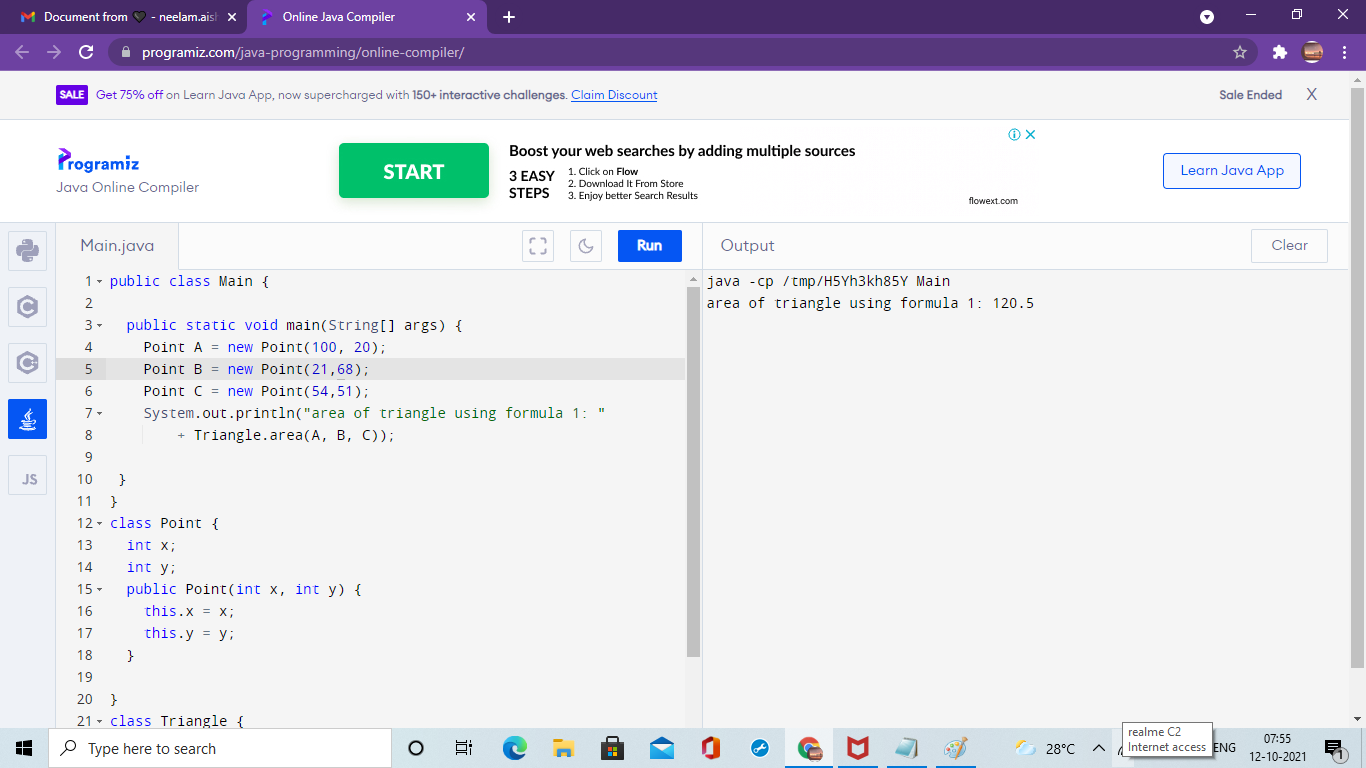 Document from 🖤 - neelam.aish
Online Java Compiler
programiz.com/java-programming/online-compiler/
SALE Get 75% off on Learn Java App, now supercharged with 150+ interactive challenges. Claim Discount
Sale Ended X
Programiz
Java Online Compiler
START
Boost your web searches by adding multiple sources
3 EASY STEPS
1. Click on Flow
2. Download It From Store
3. Enjoy better Search Results
flowext.com
Learn Java App
Main.java
Run
Output
Clear
JS
1 public class Main {
2
3 public static void main(String[] args) {
4 Point A = new Point(100, 20);
5 Point B = new Point(21,68);
6 Point C = new Point(54,51);
7 System.out.println("area of triangle using formula 1: "
8 + Triangle.area(A, B, C));
9
10 }
11 }
12 class Point {
13 int x;
14 int y;
15 public Point(int x, int y) {
16 this.x = x;
17 this.y = y;
18 }
19
20 }
21 class Triangle {
java -cp /tmp/H5Yh3kh85Y Main
area of triangle using formula 1: 120.5
Type here to search
28°C
realme C2
Internet access
ENG
07:55
12-10-2021
1